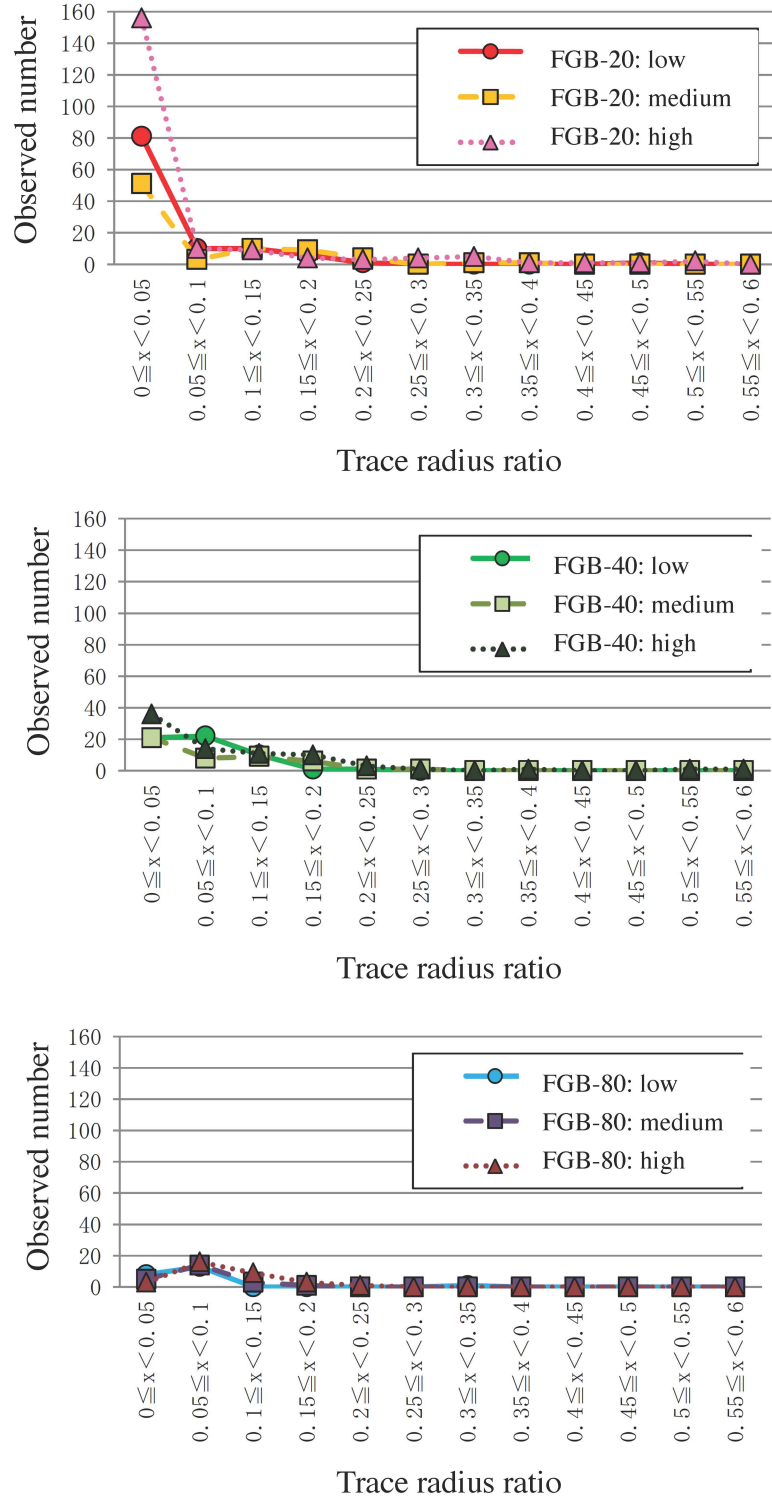 160
140
120
100
80
60
40
20
0
Observed number
FGB-20: low
FGB-20: medium
FGB-20: high
0≦x<0.05
0.05≦x<0.1
0.1≦x<0.15
0.15≦x<0.2
0.2≦x<0.25
0.25≦x<0.3
0.3≦x<0.35
0.35≦x<0.4
0.4≦x<0.45
0.45≦x<0.5
0.5≦x<0.55
0.55≦x<0.6
Trace radius ratio
160
140
120
100
80
60
40
20
0
Observed number
FGB-40: low
FGB-40: medium
FGB-40: high
0≦x<0.05
0.05≦x<0.1
0.1≦x<0.15
0.15≦x<0.2
0.2≦x<0.25
0.25≦x<0.3
0.3≦x<0.35
0.35≦x<0.4
0.4≦x<0.45
0.45≦x<0.5
0.5≦x<0.55
0.55≦x<0.6
Trace radius ratio
160
140
120
100
80
60
40
20
0
Observed number
FGB-80: low
FGB-80: medium
FGB-80: high
0≦x<0.05
0.05≦x<0.1
0.1≦x<0.15
0.15≦x<0.2
0.2≦x<0.25
0.25≦x<0.3
0.3≦x<0.35
0.35≦x<0.4
0.4≦x<0.45
0.45≦x<0.5
0.5≦x<0.55
0.55≦x<0.6
Trace radius ratio